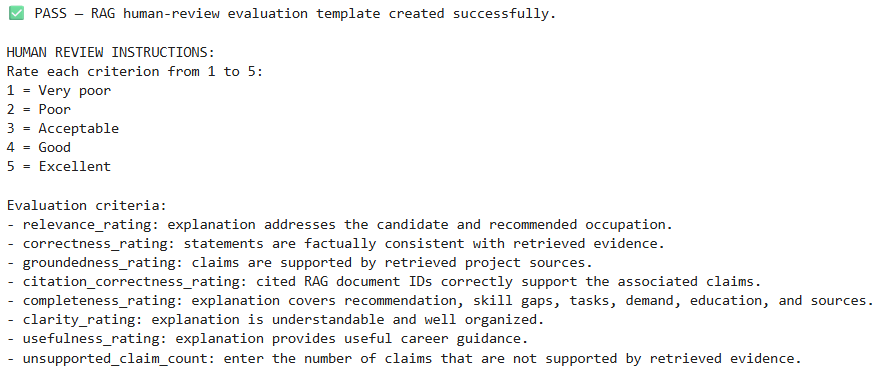 ✅ PASS — RAG human-review evaluation template created successfully.
HUMAN REVIEW INSTRUCTIONS:
Rate each criterion from 1 to 5:
1 = Very poor
2 = Poor
3 = Acceptable
4 = Good
5 = Excellent
Evaluation criteria:
- relevance_rating: explanation addresses the candidate and recommended occupation.
- correctness_rating: statements are factually consistent with retrieved evidence.
- groundedness_rating: claims are supported by retrieved project sources.
- citation_correctness_rating: cited RAG document IDs correctly support the associated claims.
- completeness_rating: explanation covers recommendation, skill gaps, tasks, demand, education, and sources.
- clarity_rating: explanation is understandable and well organized.
- usefulness_rating: explanation provides useful career guidance.
- unsupported_claim_count: enter the number of claims that are not supported by retrieved evidence.